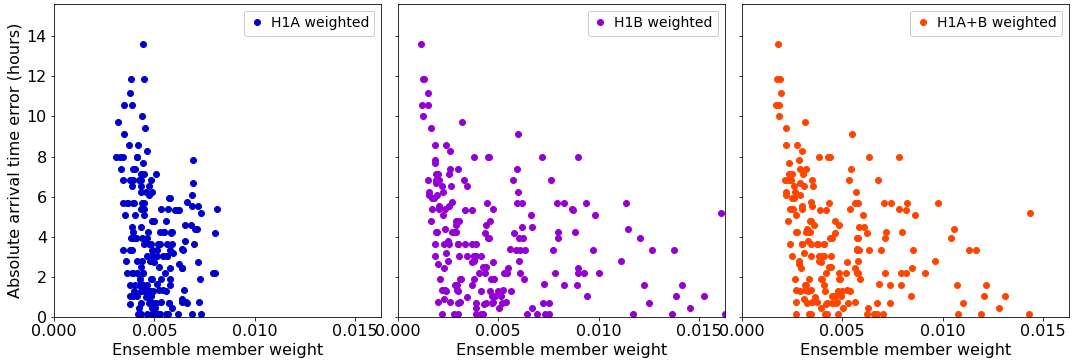 H1A weighted
H1B weighted
H1A+B weighted
Absolute arrival time error (hours)
14
12
10
8
6
4
2
0
0.000 0.005 0.010 0.015
0.000 0.005 0.010 0.015
0.000 0.005 0.010 0.015
Ensemble member weight
Ensemble member weight
Ensemble member weight